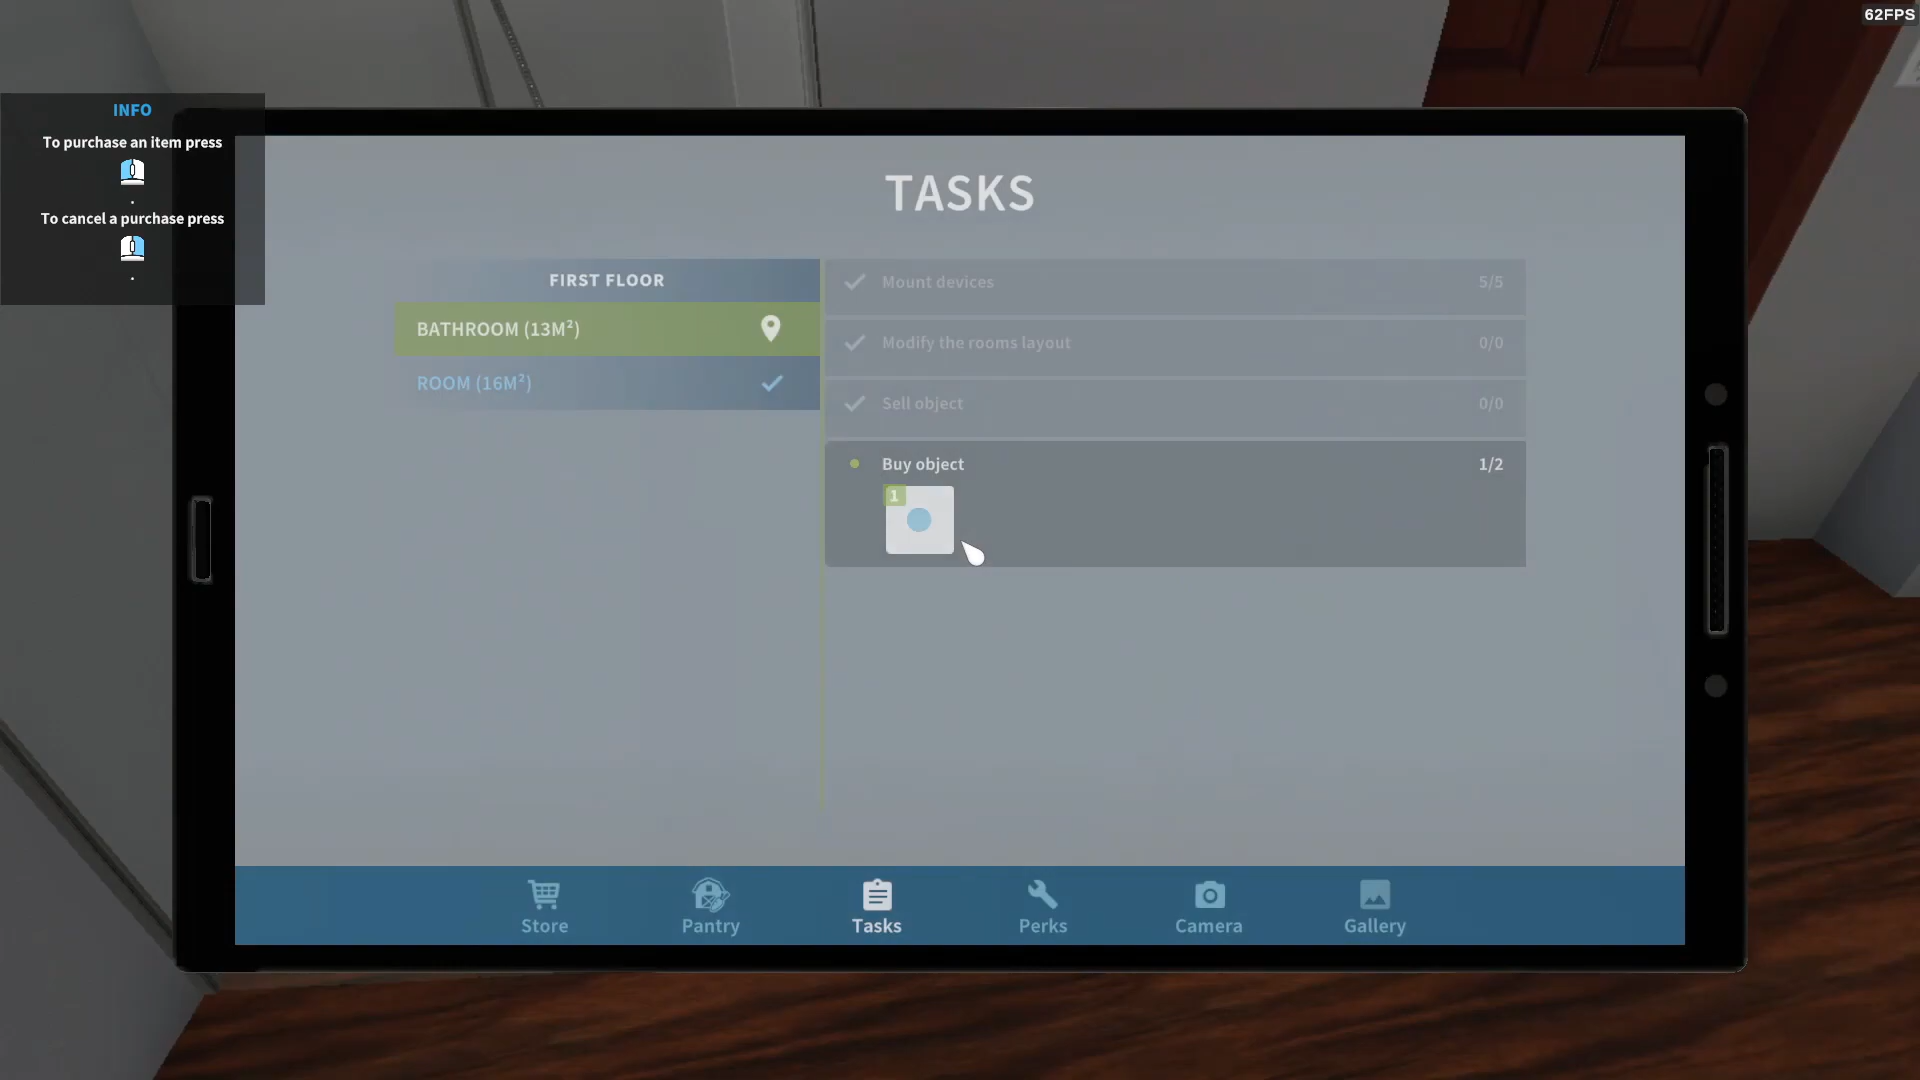 62FPS
INFO
To purchase an item press
.
To cancel a purchase press
.
TASKS
FIRST FLOOR
BATHROOM (13M²)
ROOM (16M²)
Mount devices 5/5
Modify the rooms layout 0/0
Sell object 0/0
Buy object 1/2
1
Store Pantry Tasks Perks Camera Gallery